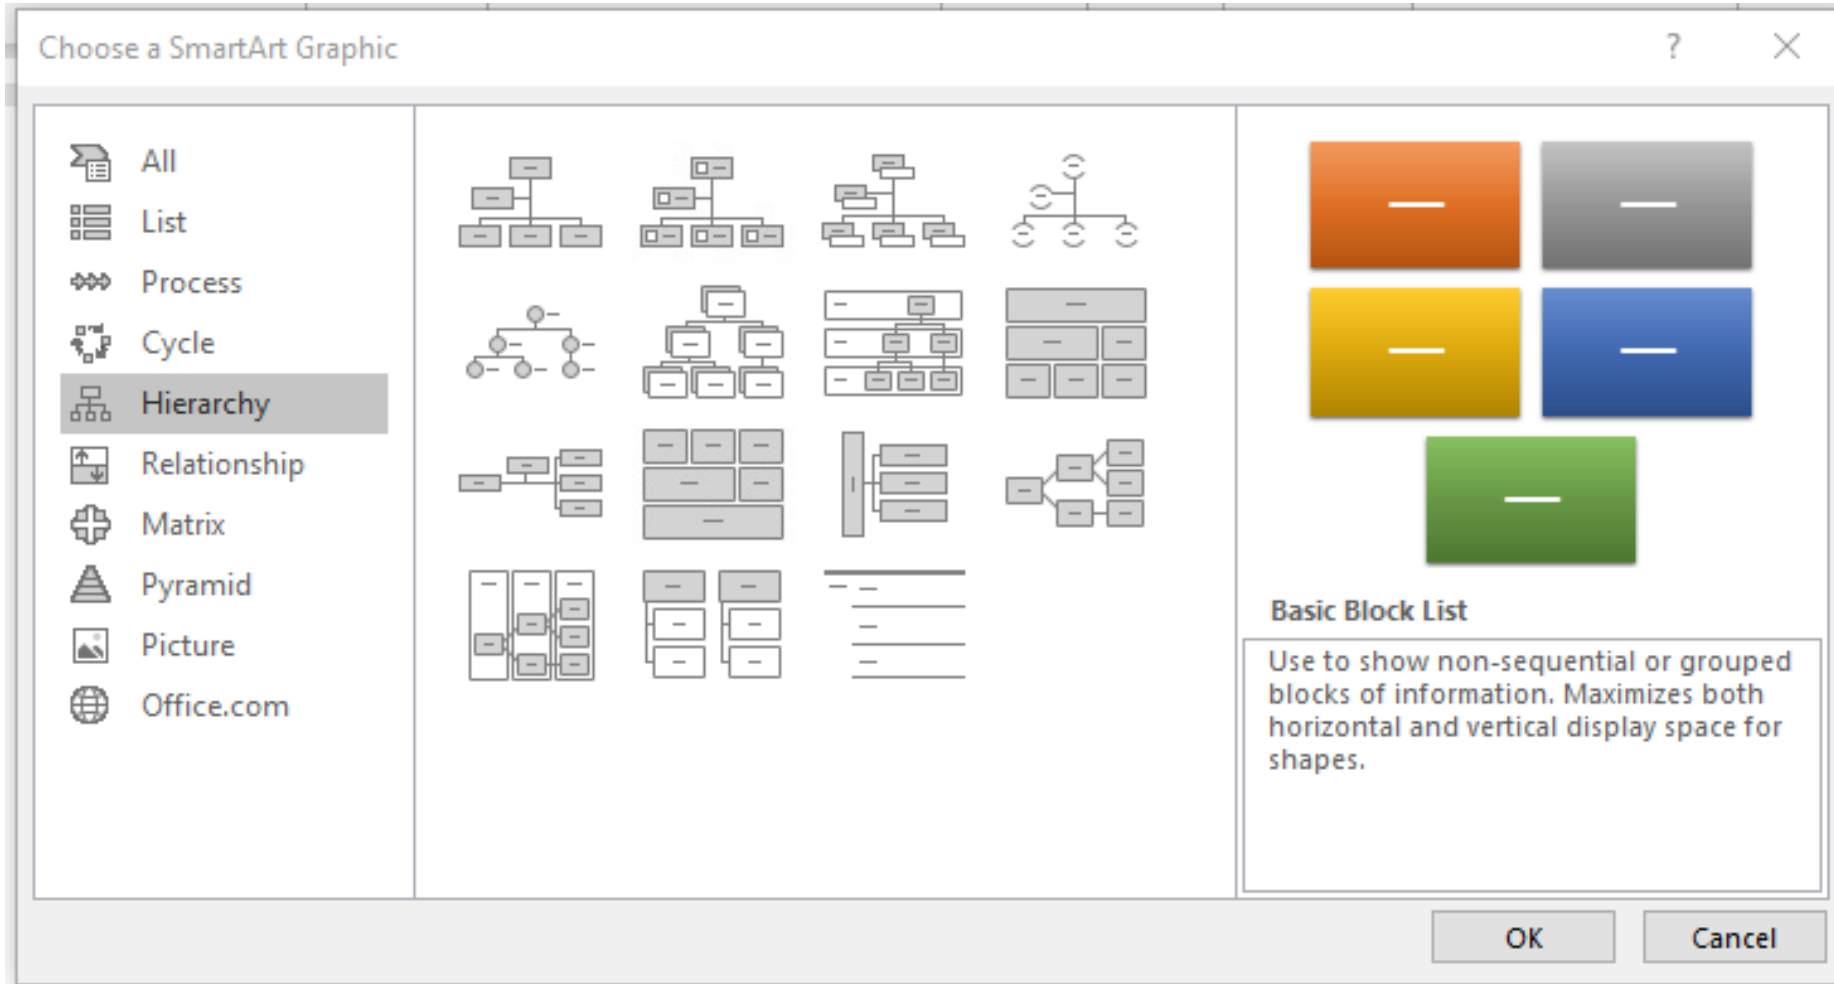 Choose a SmartArt Graphic
?
All
List
Process
Cycle
Hierarchy
Relationship
Matrix
Pyramid
Picture
Office.com
Basic Block List
Use to show non-sequential or grouped
blocks of information. Maximizes both
horizontal and vertical display space for
shapes.
OK
Cancel